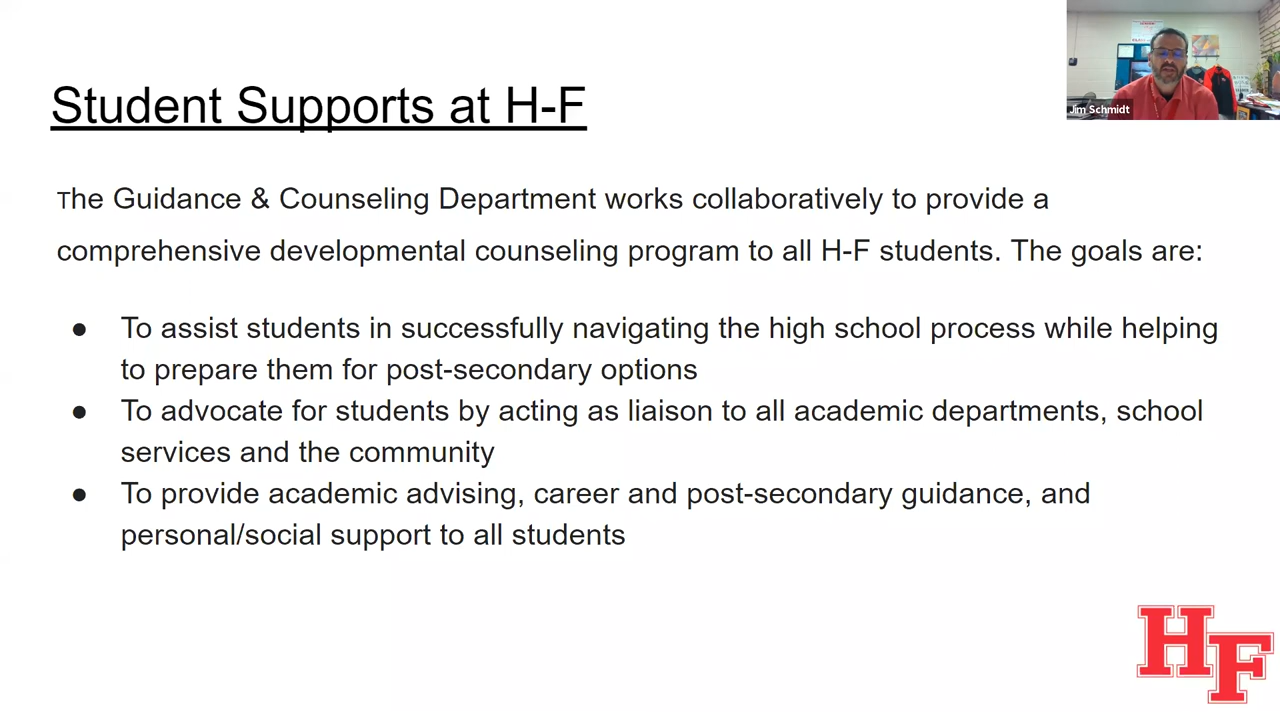 Student Supports at H-F
Jim Schmidt
The Guidance & Counseling Department works collaboratively to provide a
comprehensive developmental counseling program to all H-F students. The goals are:
● To assist students in successfully navigating the high school process while helping
to prepare them for post-secondary options
● To advocate for students by acting as liaison to all academic departments, school
services and the community
● To provide academic advising, career and post-secondary guidance, and
personal/social support to all students
HF